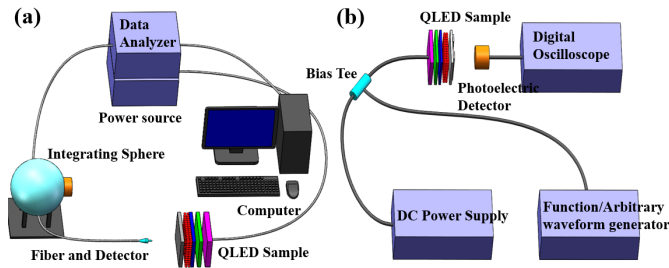 (a)
Data
Analyzer
Power source
Integrating Sphere
Computer
Fiber and Detector
QLED Sample
(b)
QLED Sample
Digital
Oscilloscope
Bias Tee
Photoelectric
Detector
DC Power Supply
Function/Arbitrary
waveform generator